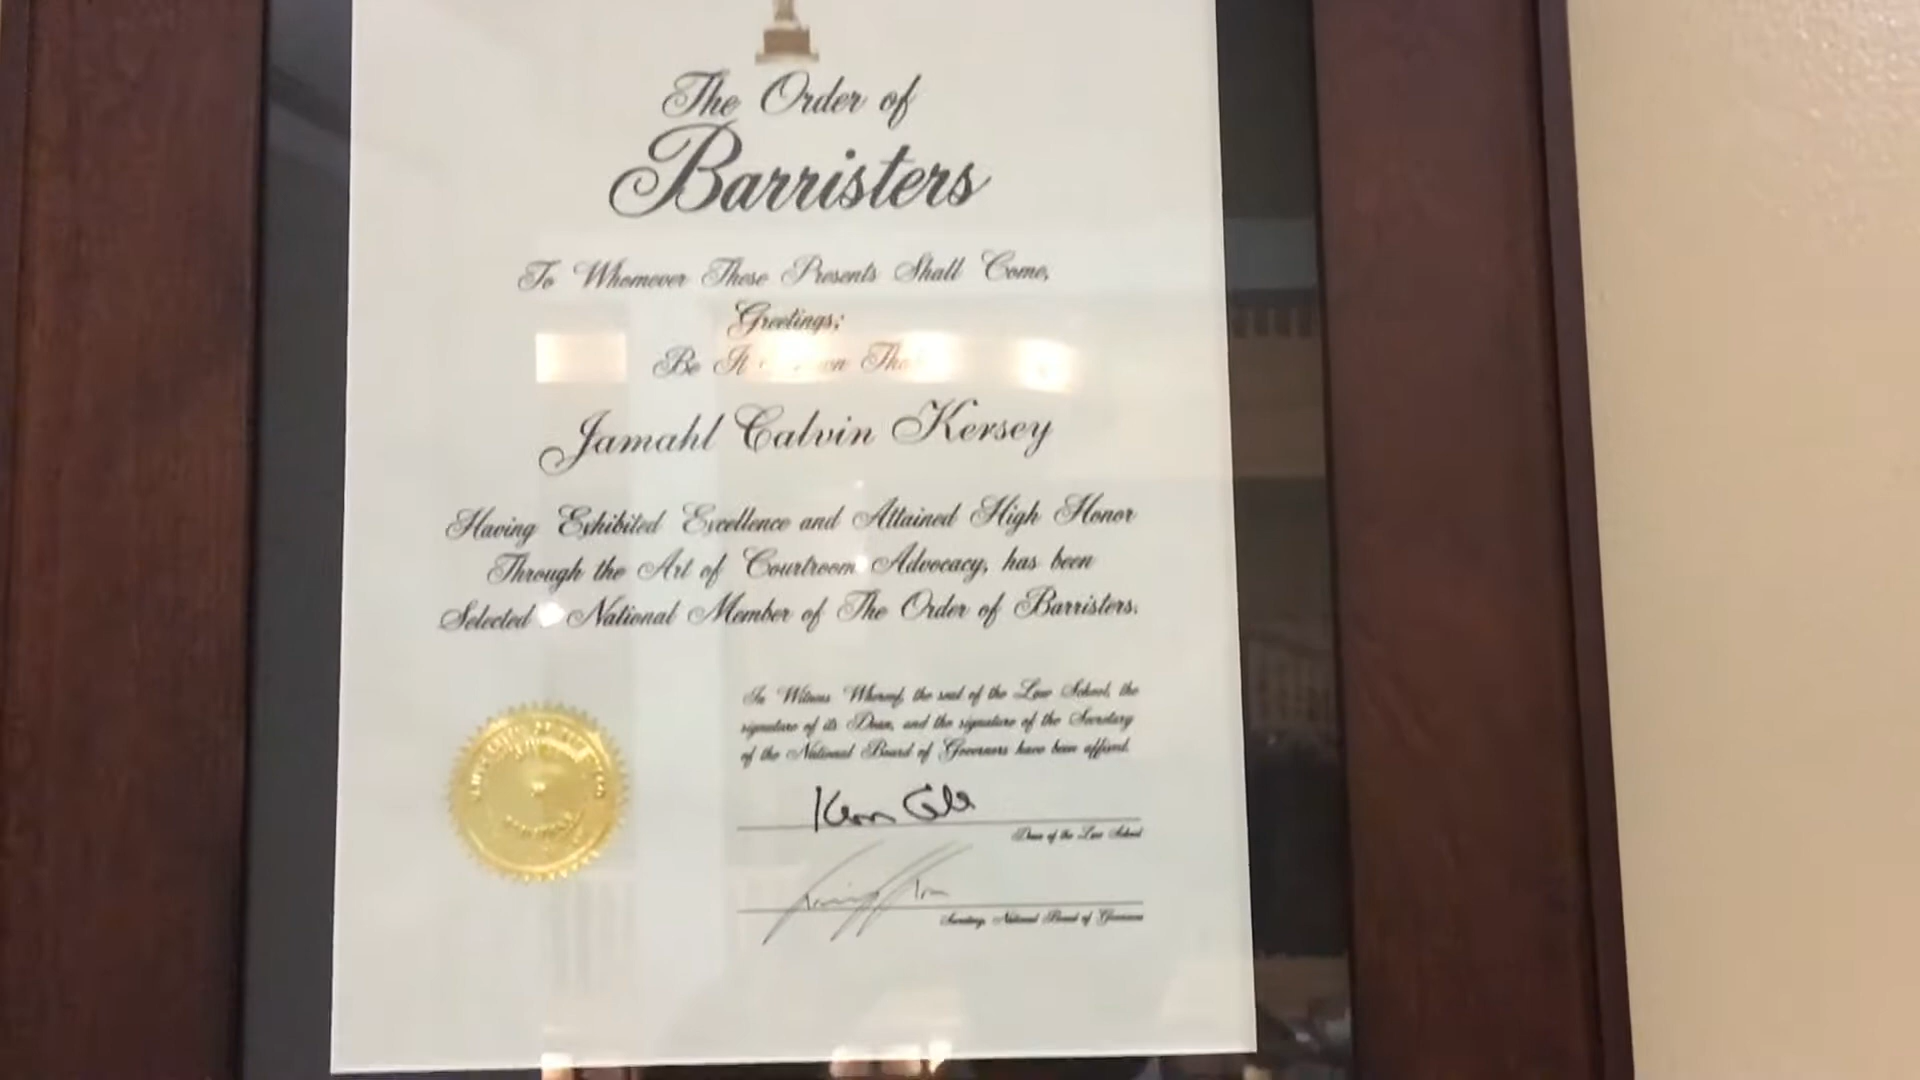 The Order of
Barristers
To Whomever These Presents Shall Come,
Greetings;
Be It Known That
Jamahl Calvin Kersey
Having Exhibited Excellence and Attained High Honor
Through the Art of Courtroom Advocacy, has been
Selected National Member of The Order of Barristers.
In Witness Whereof, the seal of the Law School, the
signature of its Dean, and the signature of the Secretary
of the National Board of Governors have been affixed.
Dean of the Law School
Secretary, National Board of Governors